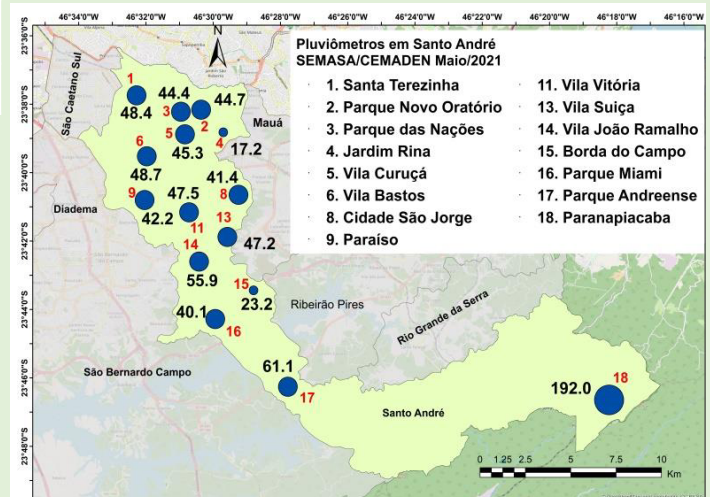 46°34'0"O 46°32'0"O 46°30'0"O 46°28'0"O 46°26'0"O 46°24'0"O 46°22'0"O 46°20'0"O 46°18'0"O 46°16'0"O
23°36'0"S
23°38'0"S
23°40'0"S
23°42'0"S
23°44'0"S
23°46'0"S
23°48'0"S
Pluviômetros em Santo André
SEMASA/CEMADEN Maio/2021
1. Santa Terezinha
2. Parque Novo Oratório
3. Parque das Nações
4. Jardim Rina
5. Vila Curuçá
6. Vila Bastos
8. Cidade São Jorge
9. Paraíso
11. Vila Vitória
13. Vila Suiça
14. Vila João Ramalho
15. Borda do Campo
16. Parque Miami
17. Parque Andreense
18. Paranapiacaba
N
São Caetano Sul
1
48.4
44.4
3
44.7
2
Mauá
5
45.3
4
17.2
6
48.7
41.4
8
Diadema
9
42.2
47.5
11
13
47.2
14
55.9
15
23.2
Ribeirão Pires
40.1
16
Rio Grande da Serra
São Bernardo Campo
61.1
17
Santo André
192.0
18
0 1.25 2.5 5 7.5 10
Km